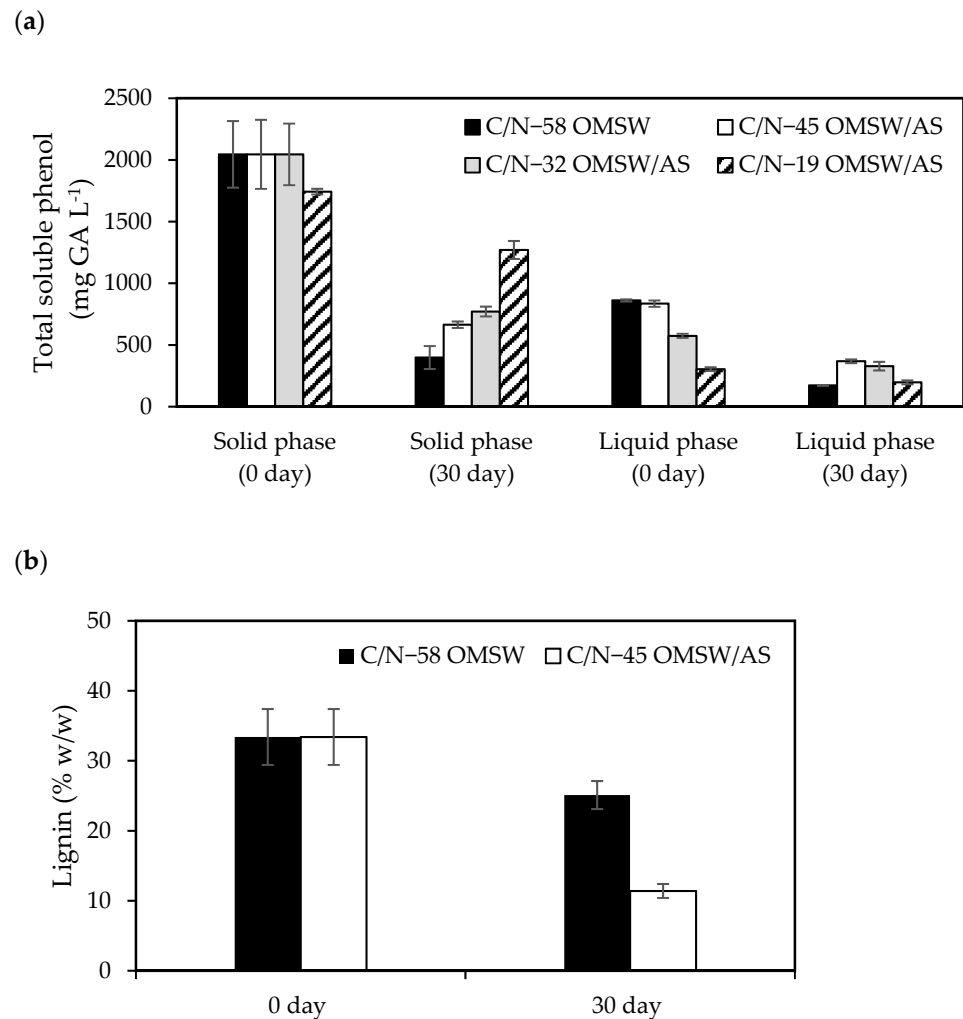 (a)
Total soluble phenol
(mg GA L-1)
2500
2000
1500
1000
500
0
C/N−58 OMSW
C/N−45 OMSW/AS
C/N−32 OMSW/AS
C/N−19 OMSW/AS
Solid phase
(0 day)
Solid phase
(30 day)
Liquid phase
(0 day)
Liquid phase
(30 day)
(b)
Lignin (% w/w)
50
40
30
20
10
0
C/N−58 OMSW
C/N−45 OMSW/AS
0 day
30 day